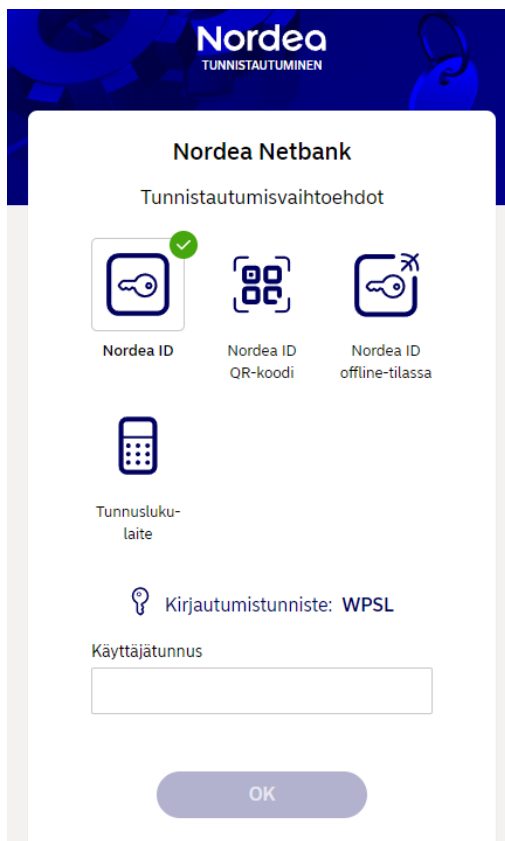 Nordea
TUNNISTAUTUMINEN
Nordea Netbank
Tunnistautumisvaihtoehdot
Nordea ID
Nordea ID
QR-koodi
Nordea ID
offline-tilassa
Tunnusluku-
laite
Kirjautumistunniste: WPSL
Käyttäjätunnus
OK